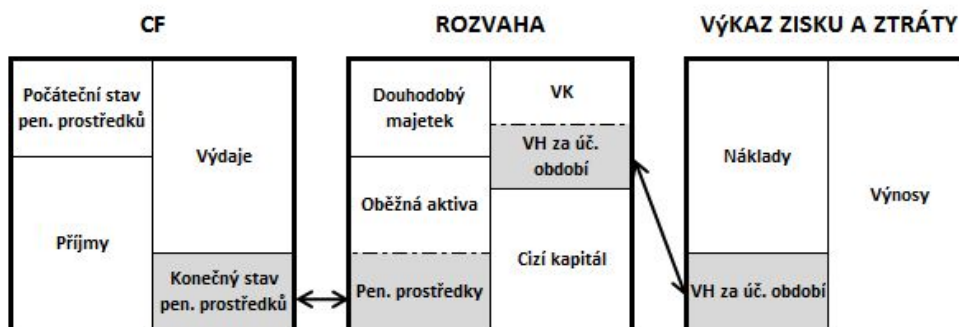 CF
Počáteční stav
pen. prostředků
Příjmy
Výdaje
Konečný stav
pen. prostředků
ROZVAHA
Douhodobý
majetek
Oběžná aktiva
Pen. prostředky
VK
VH za úč.
období
Cizí kapitál
VýKAZ ZISKU A ZTRÁTY
Náklady
VH za úč. období
Výnosy